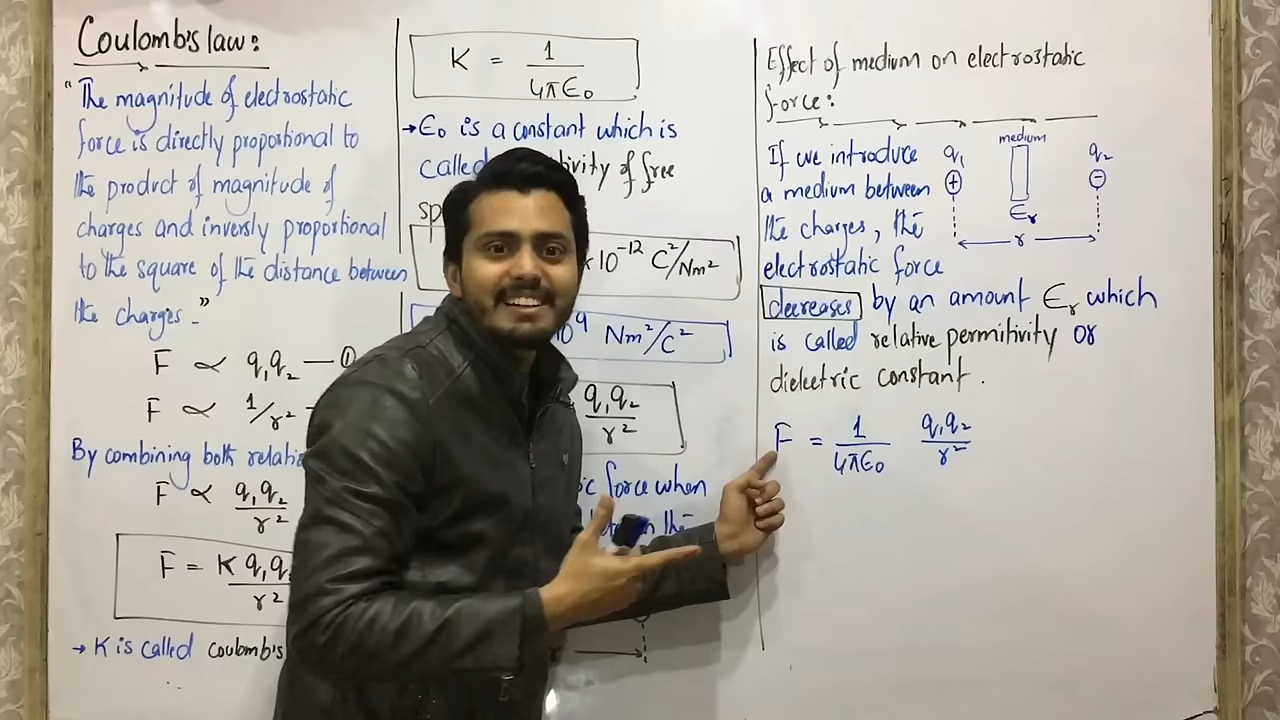 Coulomb's law:
"The magnitude of electrostatic
force is directly proportional to
the product of magnitude of
charges and inversly proportional
to the square of the distance between
the charges."
F ∝ q₁q₂ — ①
F ∝ 1/r²
By combining both
F ∝ q₁q₂/r²
F = K q₁q₂/r²
→ K is called coulomb's
K = 1/4πϵ₀
→ ϵ₀ is a constant which is
called of free
×10⁻¹² C²/Nm²
Nm²/C²
q₁q₂/r²
force when
the
Effect of medium on electrostatic
force:
If we introduce
a medium between
the charges, the
electrostatic force
decreases by an amount ϵr which
is called relative permitivity or
dielectric constant.
q₁ medium q₂
+ −
ϵr
r
F = 1/4πϵ₀ q₁q₂/r²